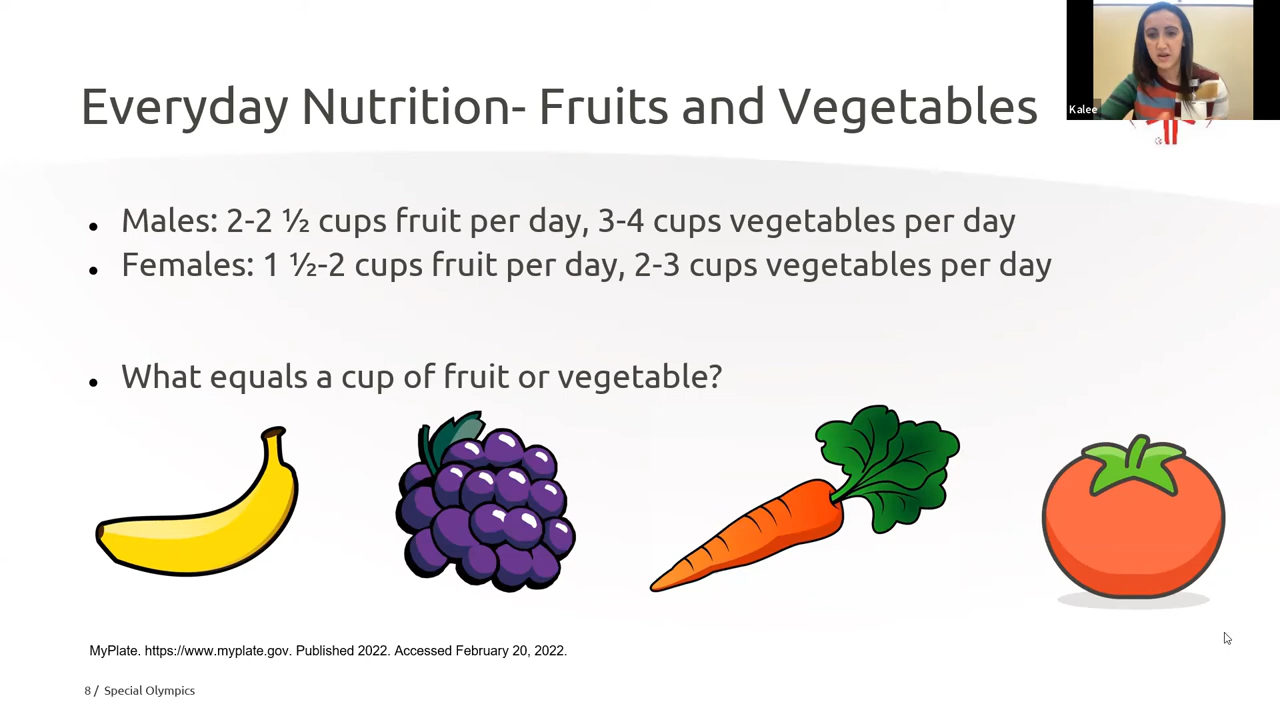 Kalee
Everyday Nutrition- Fruits and Vegetables
• Males: 2-2 ½ cups fruit per day, 3-4 cups vegetables per day
• Females: 1 ½-2 cups fruit per day, 2-3 cups vegetables per day
• What equals a cup of fruit or vegetable?
MyPlate. https://www.myplate.gov. Published 2022. Accessed February 20, 2022.
8 / Special Olympics